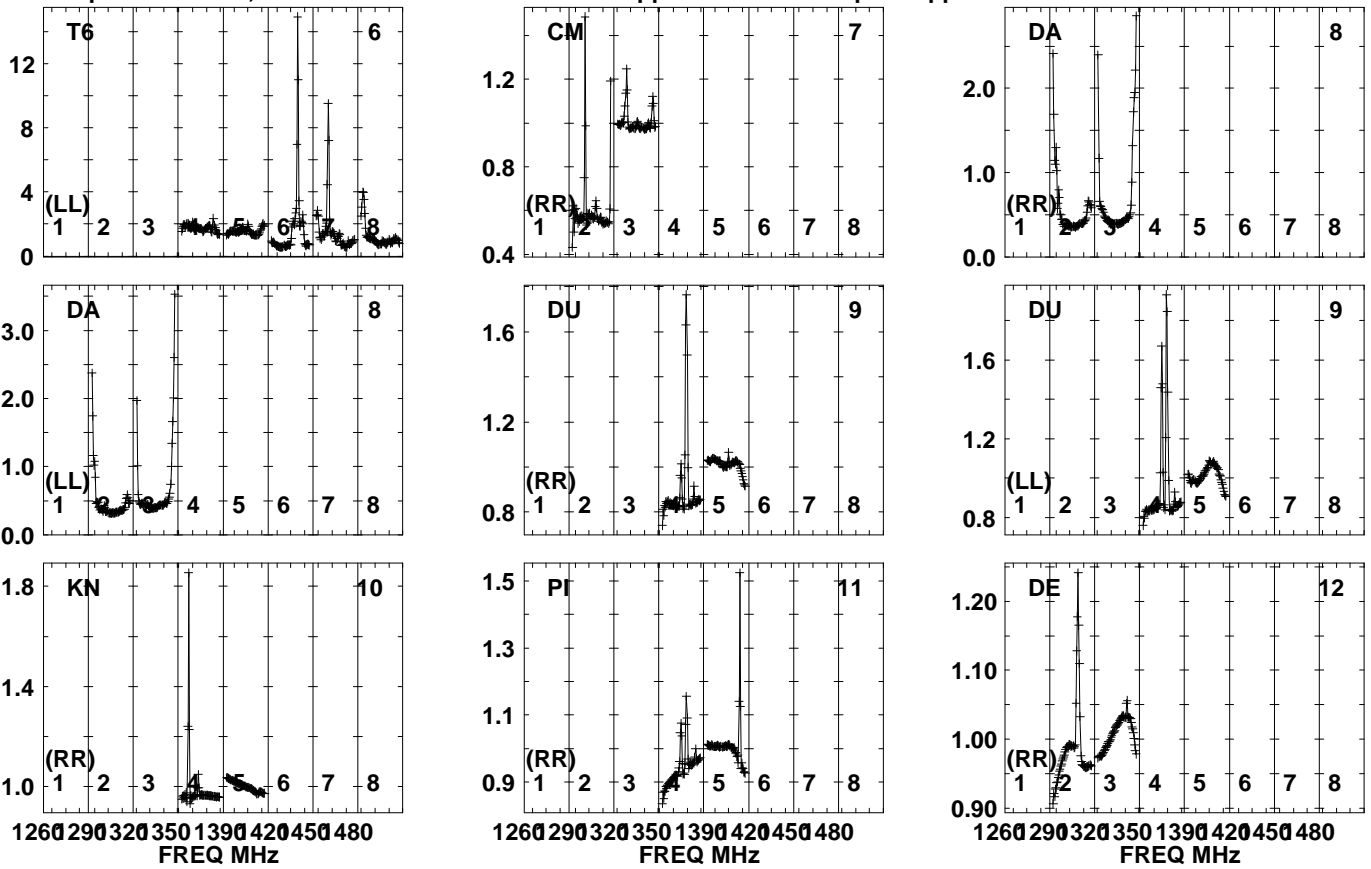 T6 6
12
8
4
0
(LL)
1 2 3 4 5 6 7 8
CM 7
1.2
0.8
0.4
(RR)
1 2 3 4 5 6 7 8
DA 8
2.0
1.0
0.0
(RR)
1 2 3 4 5 6 7 8
DA 8
3.0
2.0
1.0
0.0
(LL)
1 2 3 4 5 6 7 8
DU 9
1.6
1.2
0.8
(RR)
1 2 3 4 5 6 7 8
DU 9
1.6
1.2
0.8
(LL)
1 2 3 4 5 6 7 8
KN 10
1.8
1.4
1.0
(RR)
1 2 3 4 5 6 7 8
1260 1290 1320 1350 1390 1420 1450 1480
FREQ MHz
PI 11
1.5
1.3
1.1
0.9
(RR)
1 2 3 4 5 6 7 8
1260 1290 1320 1350 1390 1420 1450 1480
FREQ MHz
DE 12
1.20
1.10
1.00
0.90
(RR)
1 2 3 4 5 6 7 8
1260 1290 1320 1350 1390 1420 1450 1480
FREQ MHz